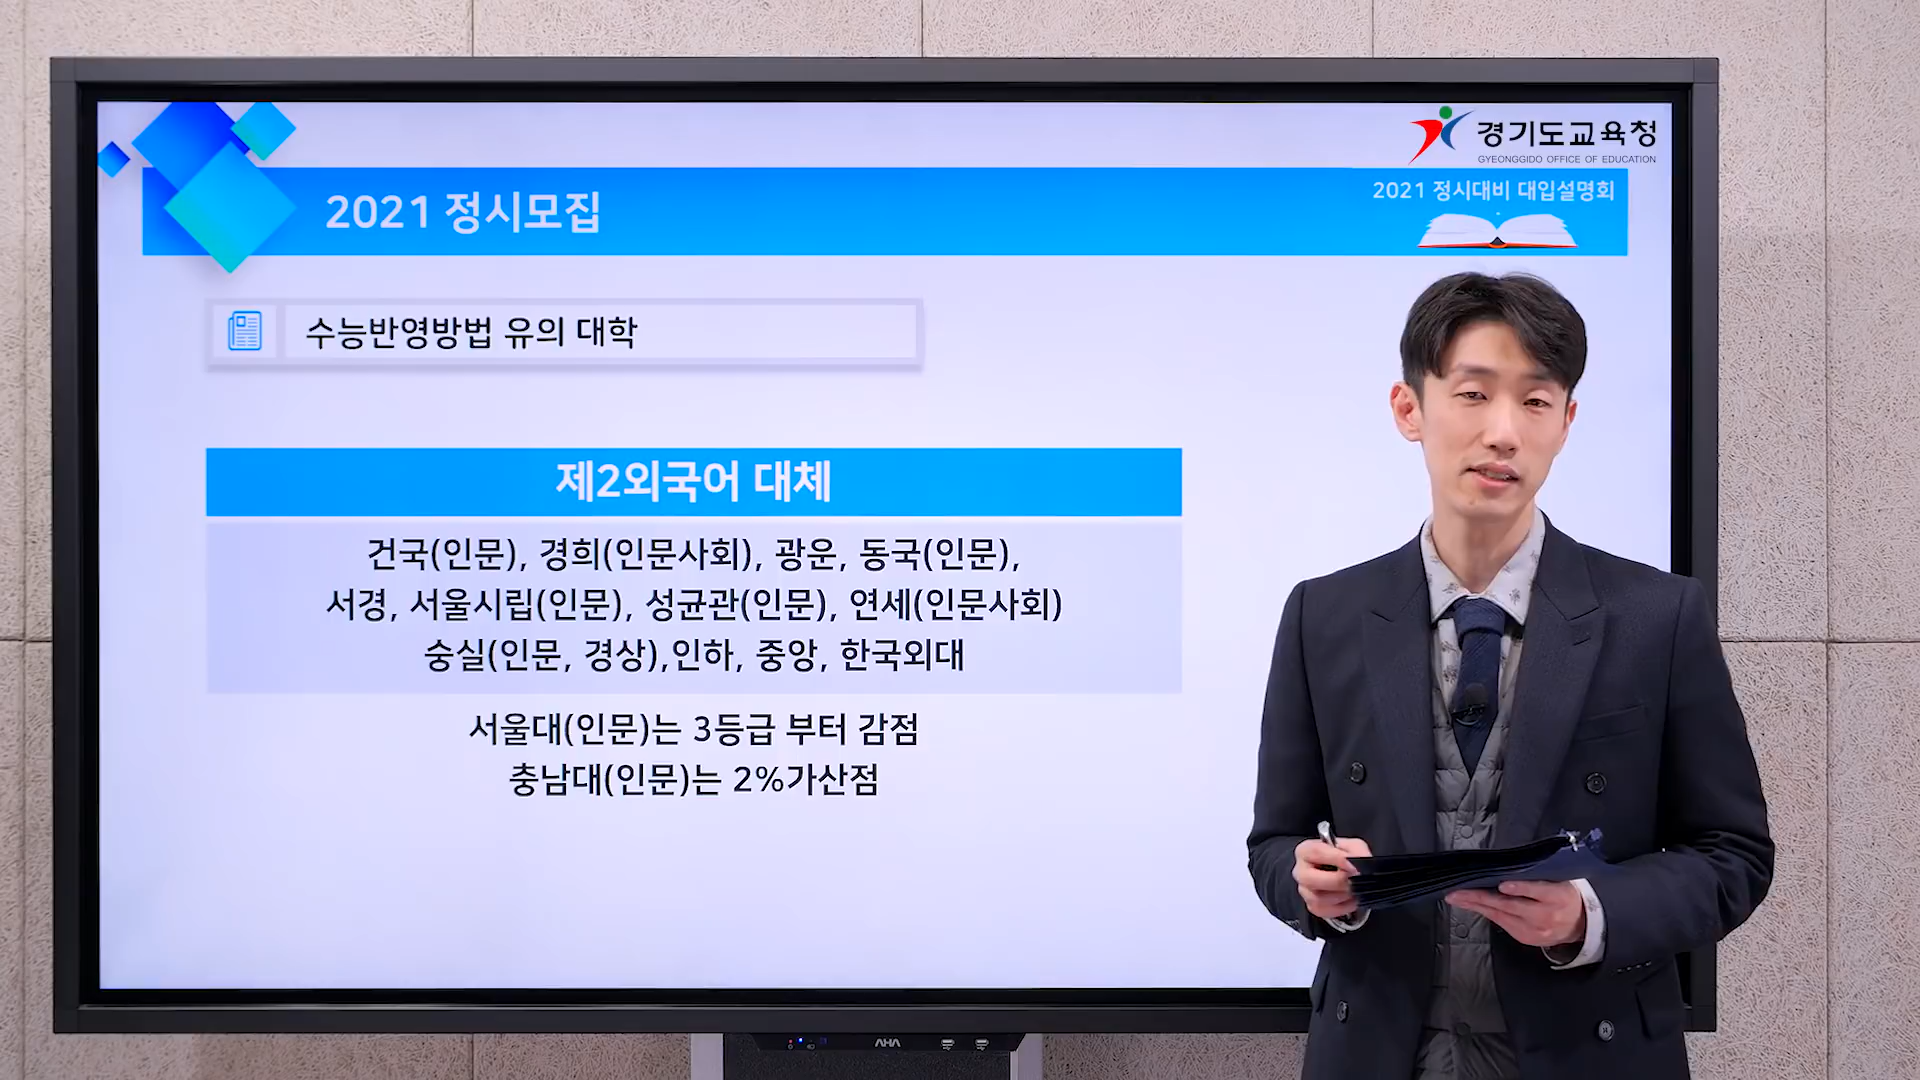 경기도교육청
GYEONGGIDO OFFICE OF EDUCATION
2021 정시모집
2021 정시대비 대입설명회
수능반영방법 유의 대학
제2외국어 대체
건국(인문), 경희(인문사회), 광운, 동국(인문),
서경, 서울시립(인문), 성균관(인문), 연세(인문사회)
숭실(인문, 경상),인하, 중앙, 한국외대
서울대(인문)는 3등급 부터 감점
충남대(인문)는 2%가산점
AHA